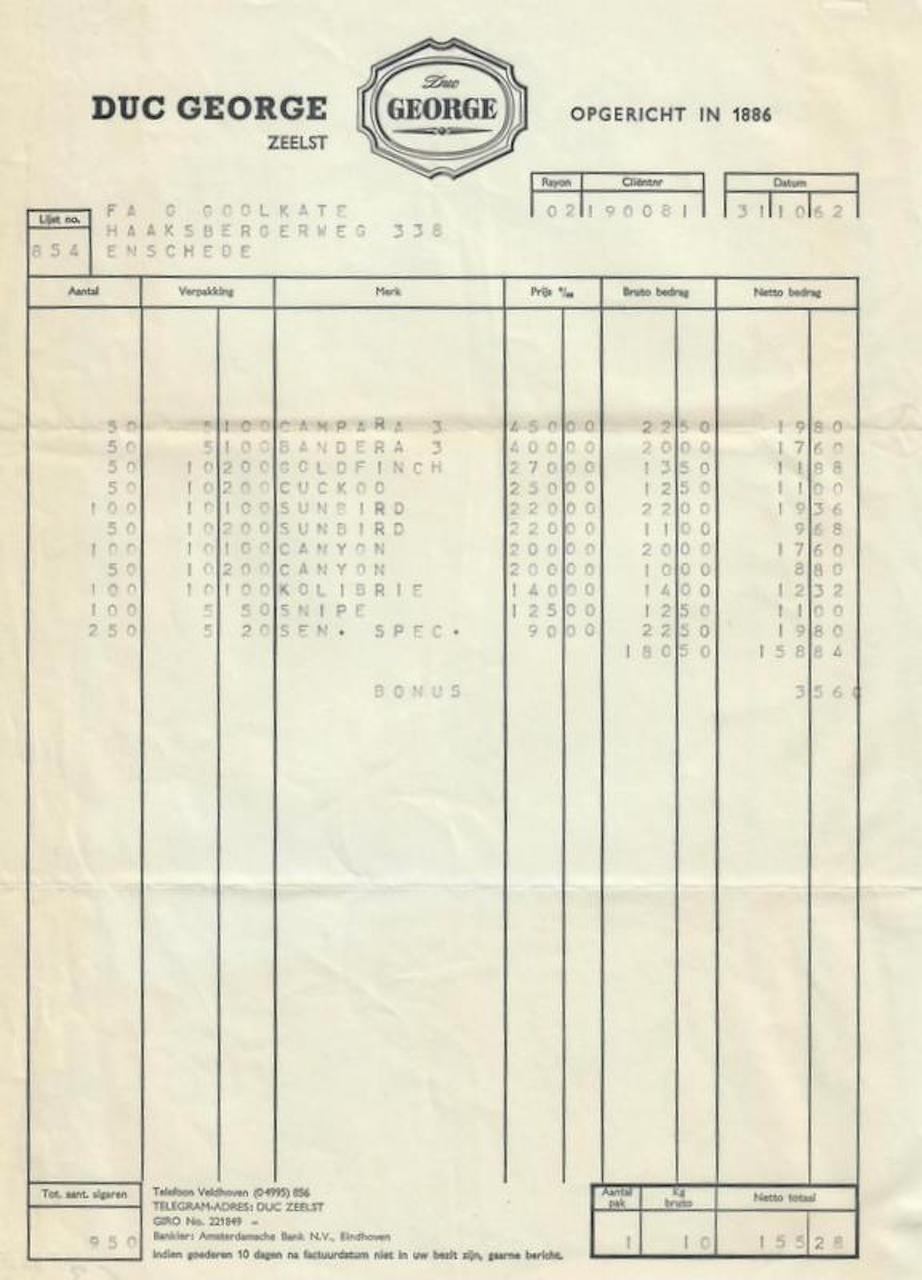 DUC GEORGE
ZEELST
Duc
GEORGE
OPGERICHT IN 1886
Rayon Cliëntnr Datum
02 190081 311062
Lijst no.
854
FA G GOOLKATE
HAAKSBERGERWEG 338
ENSCHEDE
Aantal Verpakking Merk Prijs º/₀₀ Bruto bedrag Netto bedrag
50 5 100 CAMPARA 3 450 00 22 50 19 80
50 5 100 BANDERA 3 400 00 20 00 17 60
50 10 200 GOLDFINCH 270 00 13 50 11 88
50 10 200 CUCKOO 250 00 12 50 11 00
100 10 100 SUNBIRD 220 00 22 00 19 36
50 10 200 SUNBIRD 220 00 11 00 9 68
100 10 100 CANYON 200 00 20 00 17 60
50 10 200 CANYON 200 00 10 00 8 80
100 10 100 KOLIBRIE 140 00 14 00 12 32
100 5 50 SNIPE 125 00 12 50 11 00
250 5 20 SEN. SPEC. 90 00 22 50 19 80
180 50 158 84
BONUS 3 56
Tot. aant. sigaren
950
Telefoon Veldhoven (04995) 856
TELEGRAM-ADRES: DUC ZEELST
GIRO No. 221849
Bankier: Amsterdamsche Bank N.V., Eindhoven
Indien goederen 10 dagen na factuurdatum niet in uw bezit zijn, gaarne bericht.
Aantal pak Kg bruto Netto totaal
1 10 155 28